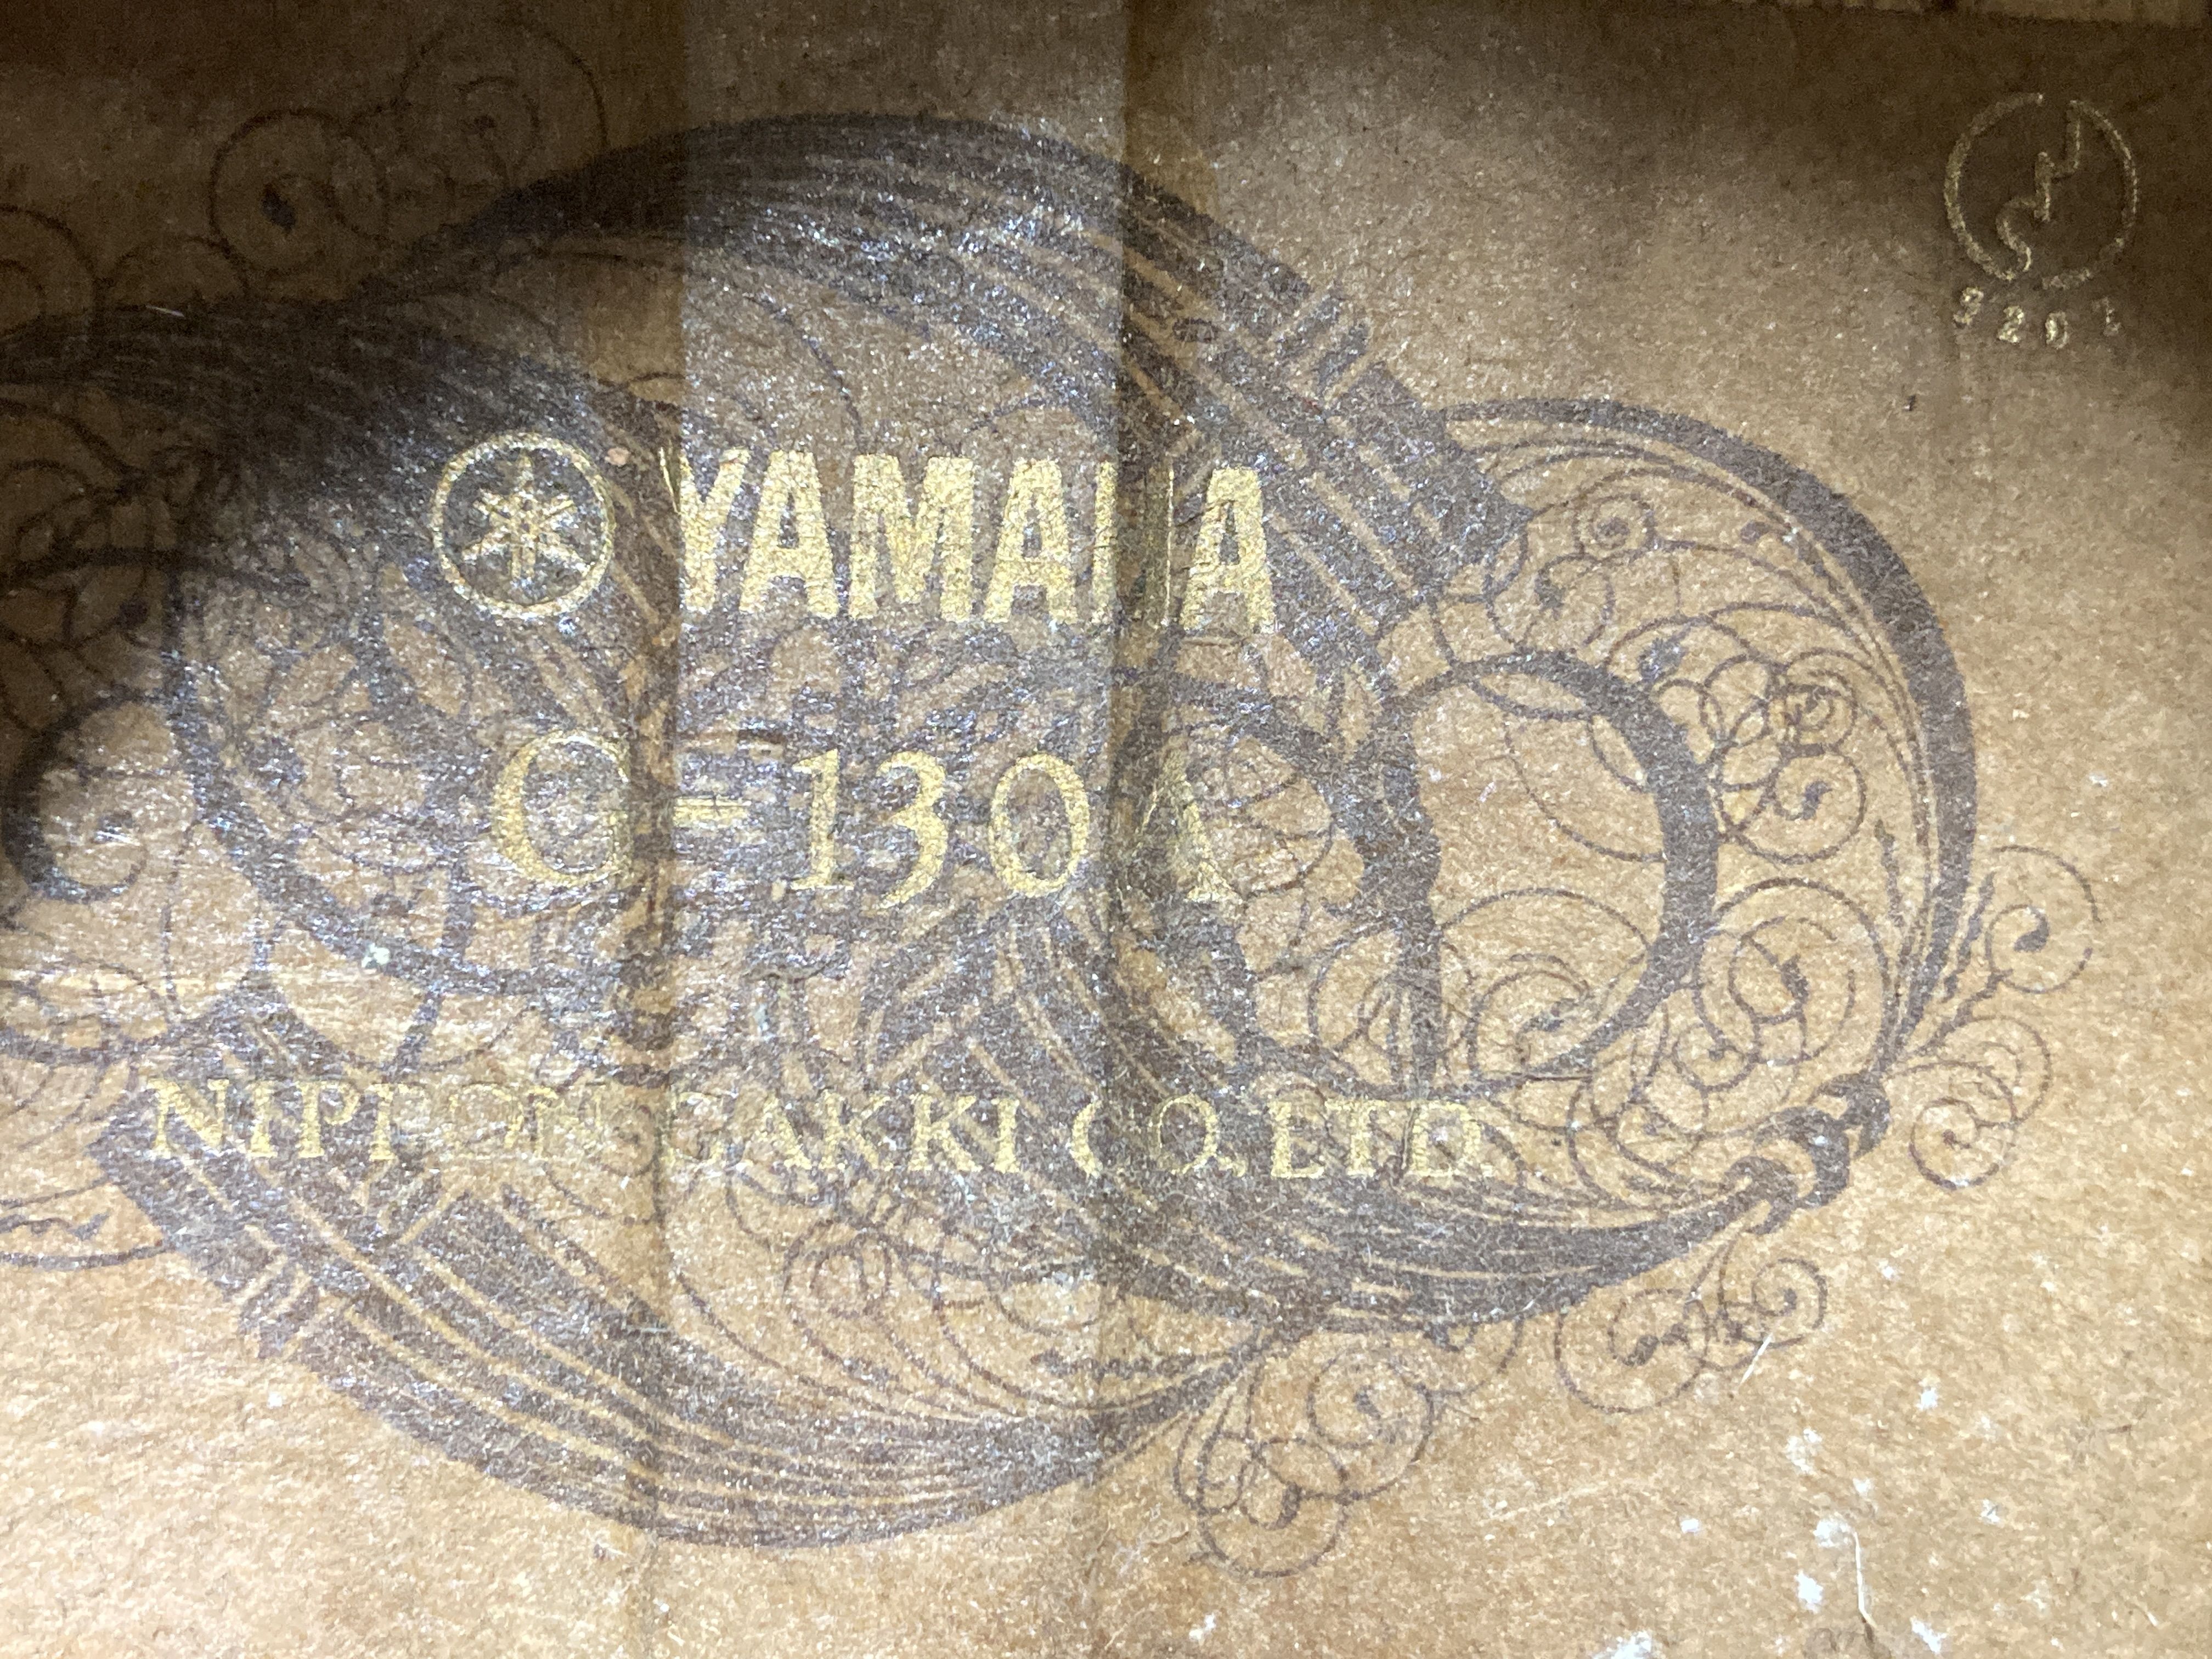 YAMAHA
G-130A
NIPPON GAKKI CO., LTD.